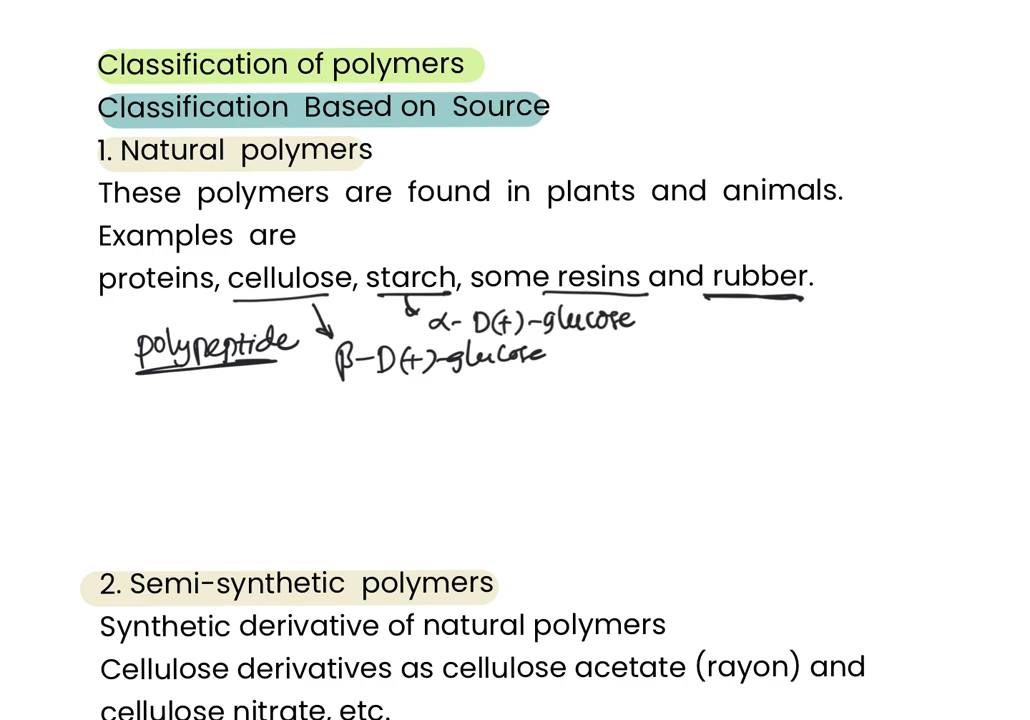 Classification of polymers
Classification Based on Source
1. Natural polymers
These polymers are found in plants and animals.
Examples are
proteins, cellulose, starch, some resins and rubber.
α- D(+)-glucose
polypeptide
β-D(+)-glucose
2. Semi-synthetic polymers
Synthetic derivative of natural polymers
Cellulose derivatives as cellulose acetate (rayon) and
cellulose nitrate, etc.